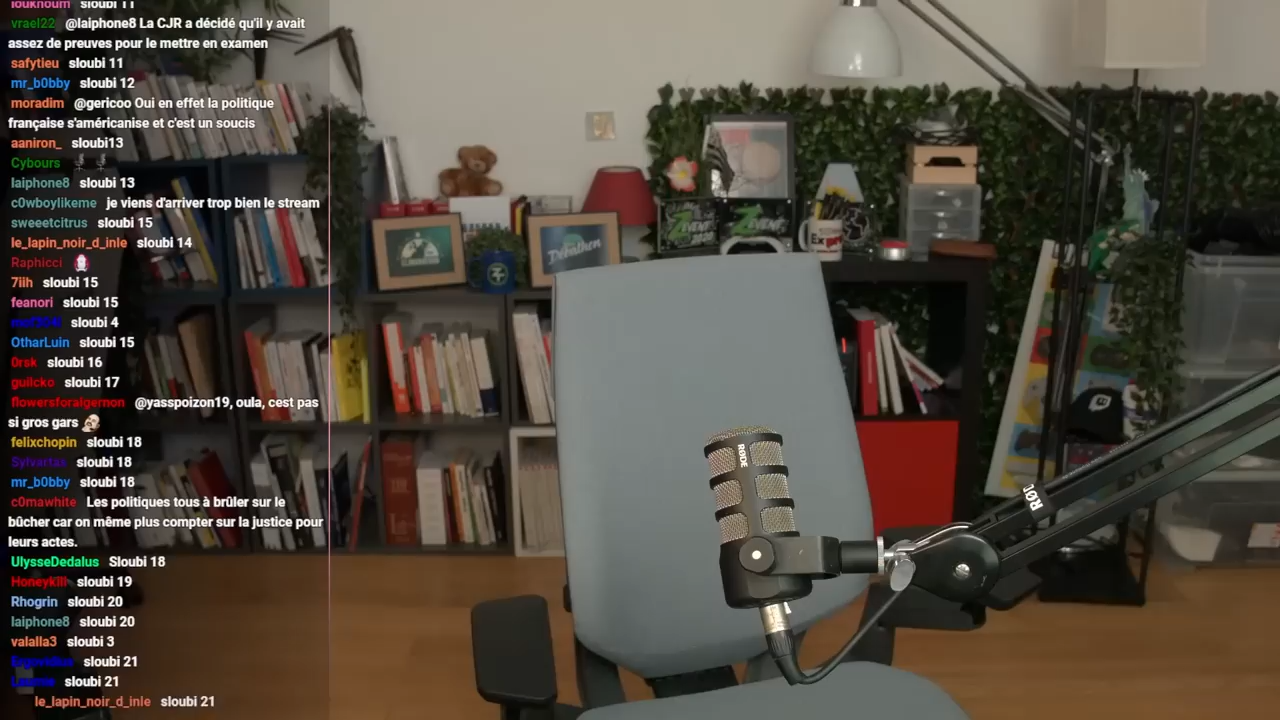 louknoum sloubi 11
vrael22 @laiphone8 La CJR a décidé qu'il y avait
assez de preuves pour le mettre en examen
safytieu sloubi 11
mr_b0bby sloubi 12
moradim @gericoo Oui en effet la politique
française s'américanise et c'est un soucis
aaniron_ sloubi13
Cybours
laiphone8 sloubi 13
c0wboylikeme je viens d'arriver trop bien le stream
sweeetcitrus sloubi 15
le_lapin_noir_d_inle sloubi 14
Raphicci
7iih sloubi 15
feanori sloubi 15
sloubi 4
OtharLuin sloubi 15
0rsk sloubi 16
guilcko sloubi 17
flowersforalgernon @yasspoizon19, oula, cest pas
si gros gars
felixchopin sloubi 18
Sylvartas sloubi 18
mr_b0bby sloubi 18
c0mawhite Les politiques tous à brûler sur le
bûcher car on même plus compter sur la justice pour
leurs actes.
UlysseDedalus Sloubi 18
Honeyk1ll sloubi 19
Rhogrin sloubi 20
laiphone8 sloubi 20
valalla3 sloubi 3
sloubi 21
sloubi 21
le_lapin_noir_d_inle sloubi 21
Dévathlon
RØDE